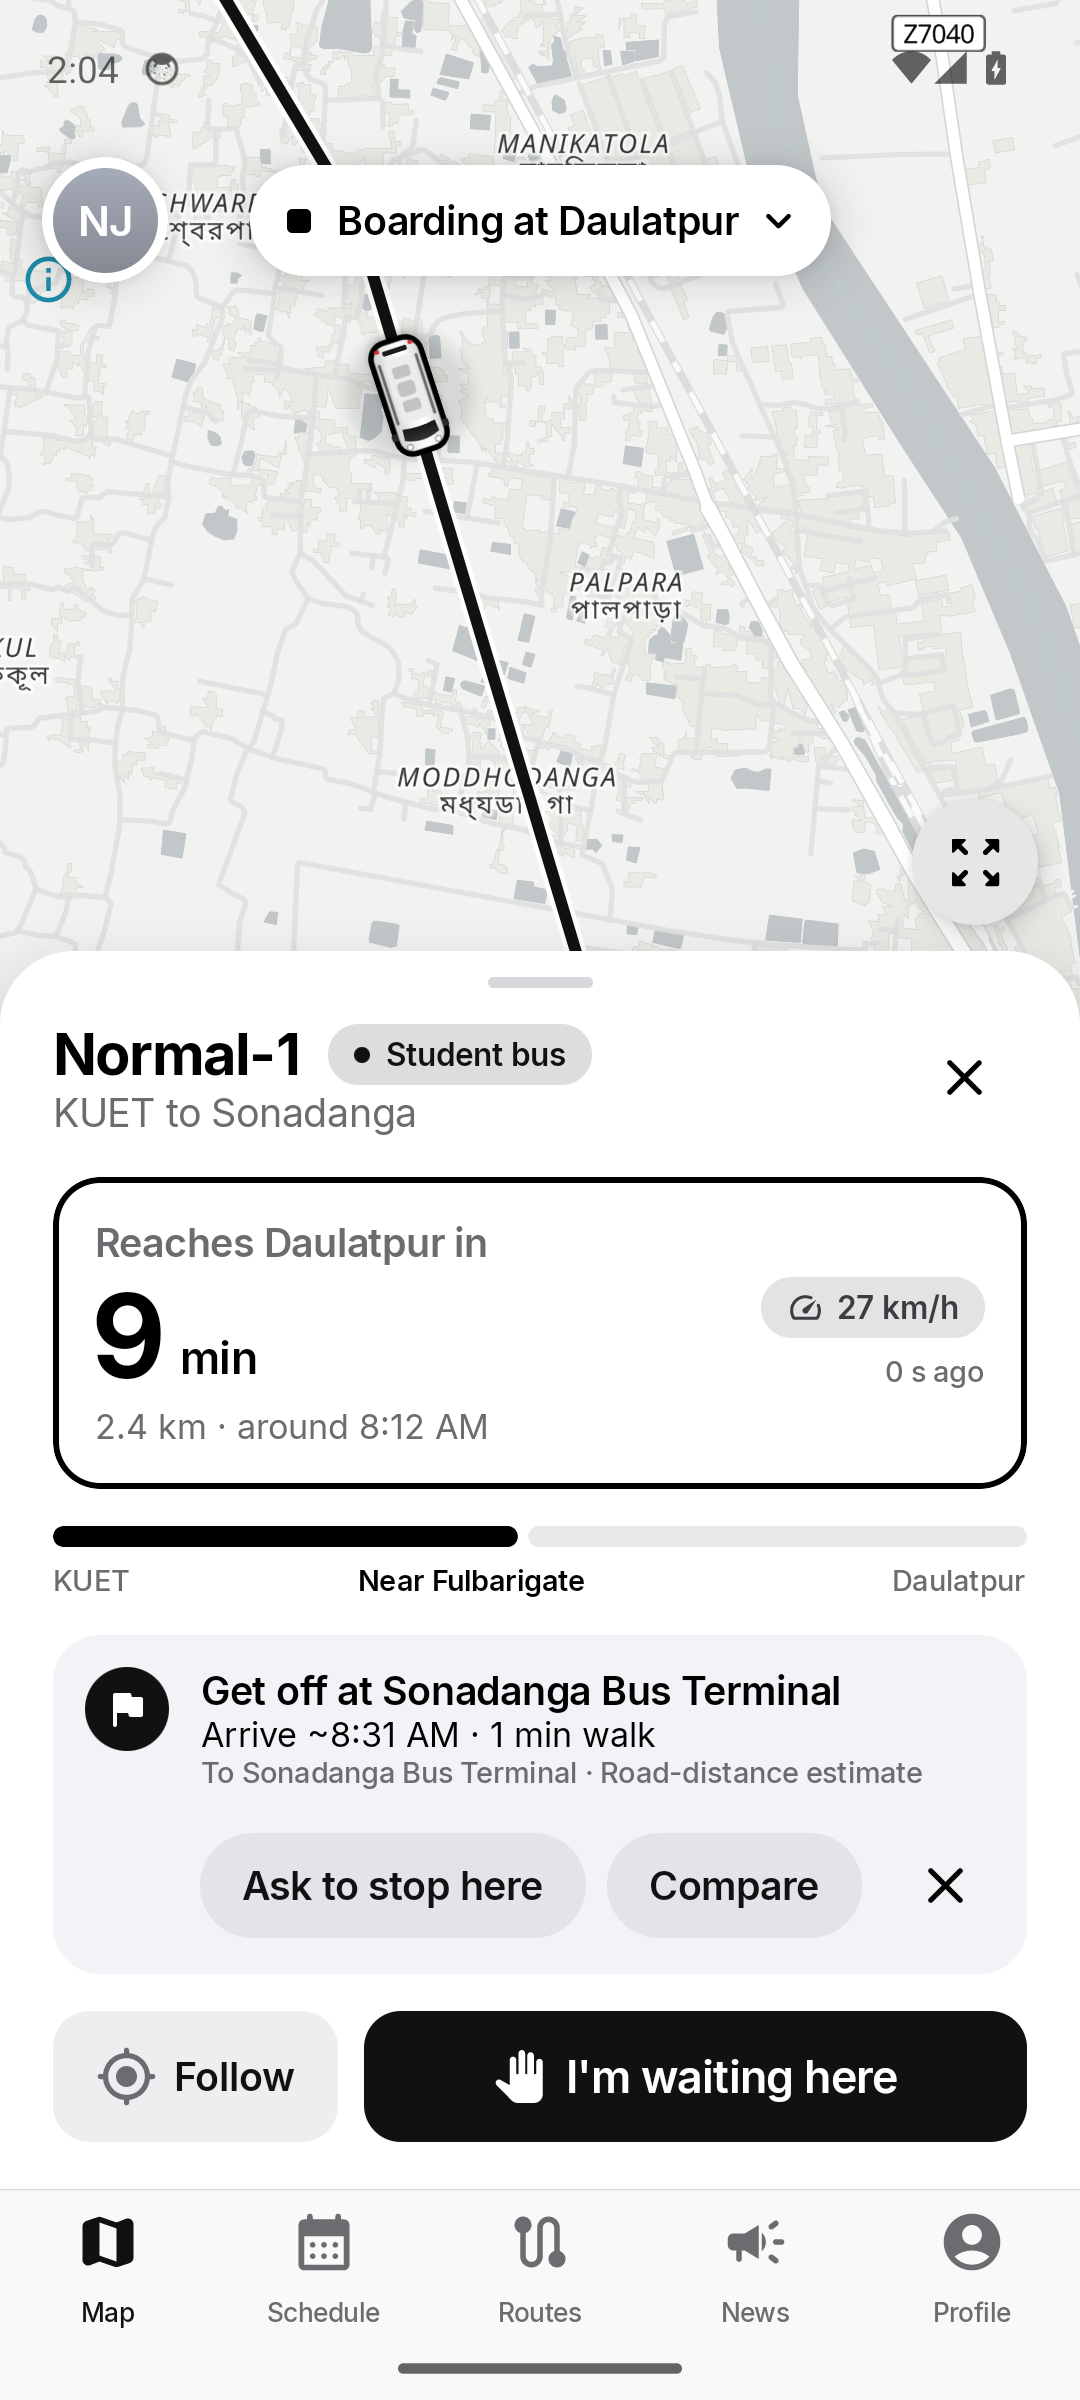 2:04
Z7040
MANIKATOLA
NJ
Boarding at Daulatpur
PALPARA
পালপাড়া
MODDHODANGA
Normal-1
Student bus
KUET to Sonadanga
Reaches Daulatpur in
9 min
27 km/h
0 s ago
2.4 km · around 8:12 AM
KUET
Near Fulbarigate
Daulatpur
Get off at Sonadanga Bus Terminal
Arrive ~8:31 AM · 1 min walk
To Sonadanga Bus Terminal · Road-distance estimate
Ask to stop here
Compare
Follow
I'm waiting here
Map
Schedule
Routes
News
Profile